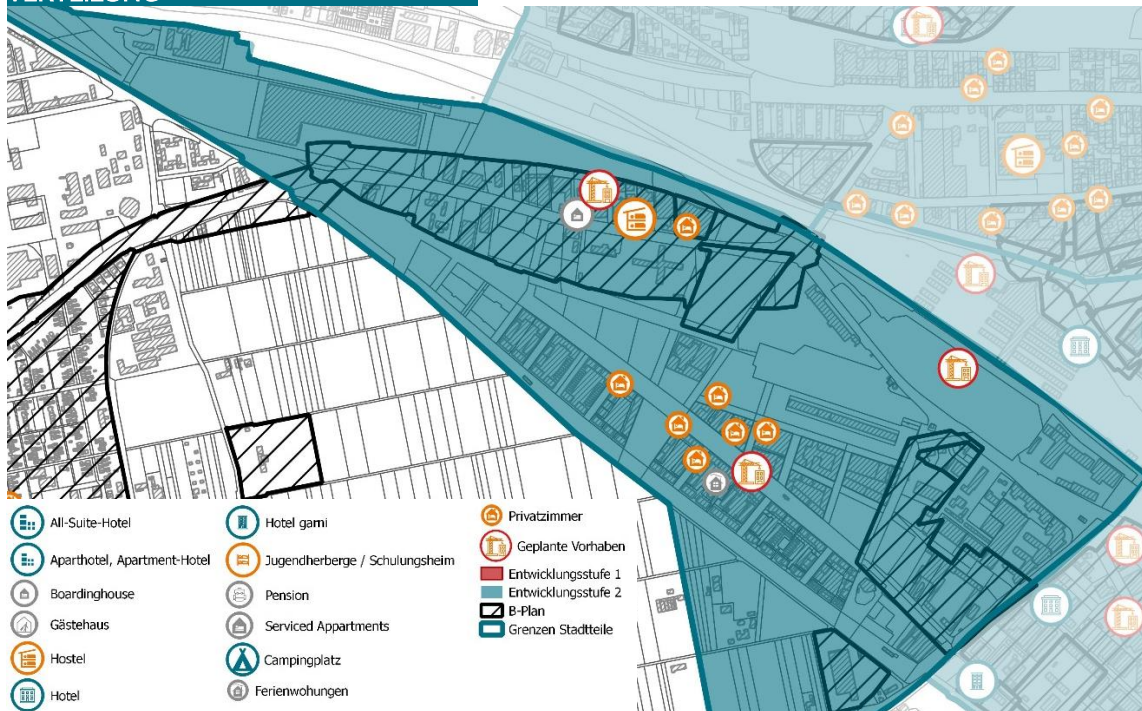 VERTEILUNG
All-Suite-Hotel
Aparthotel, Apartment-Hotel
Boardinghouse
Gästehaus
Hostel
Hotel
Hotel garni
Jugendherberge / Schulungsheim
Pension
Serviced Appartments
Campingplatz
Ferienwohungen
Privatzimmer
Geplante Vorhaben
Entwicklungsstufe 1
Entwicklungsstufe 2
B-Plan
Grenzen Stadtteile